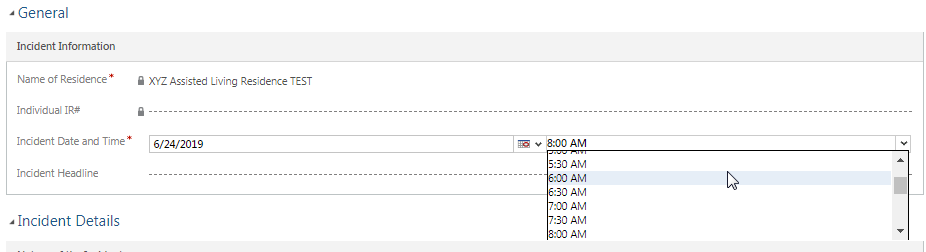 General
Incident Information
Name of Residence* XYZ Assisted Living Residence TEST
Individual IR#
Incident Date and Time* 6/24/2019 8:00 AM
5:30 AM
Incident Headline 6:00 AM
6:30 AM
7:00 AM
Incident Details 7:30 AM
8:00 AM